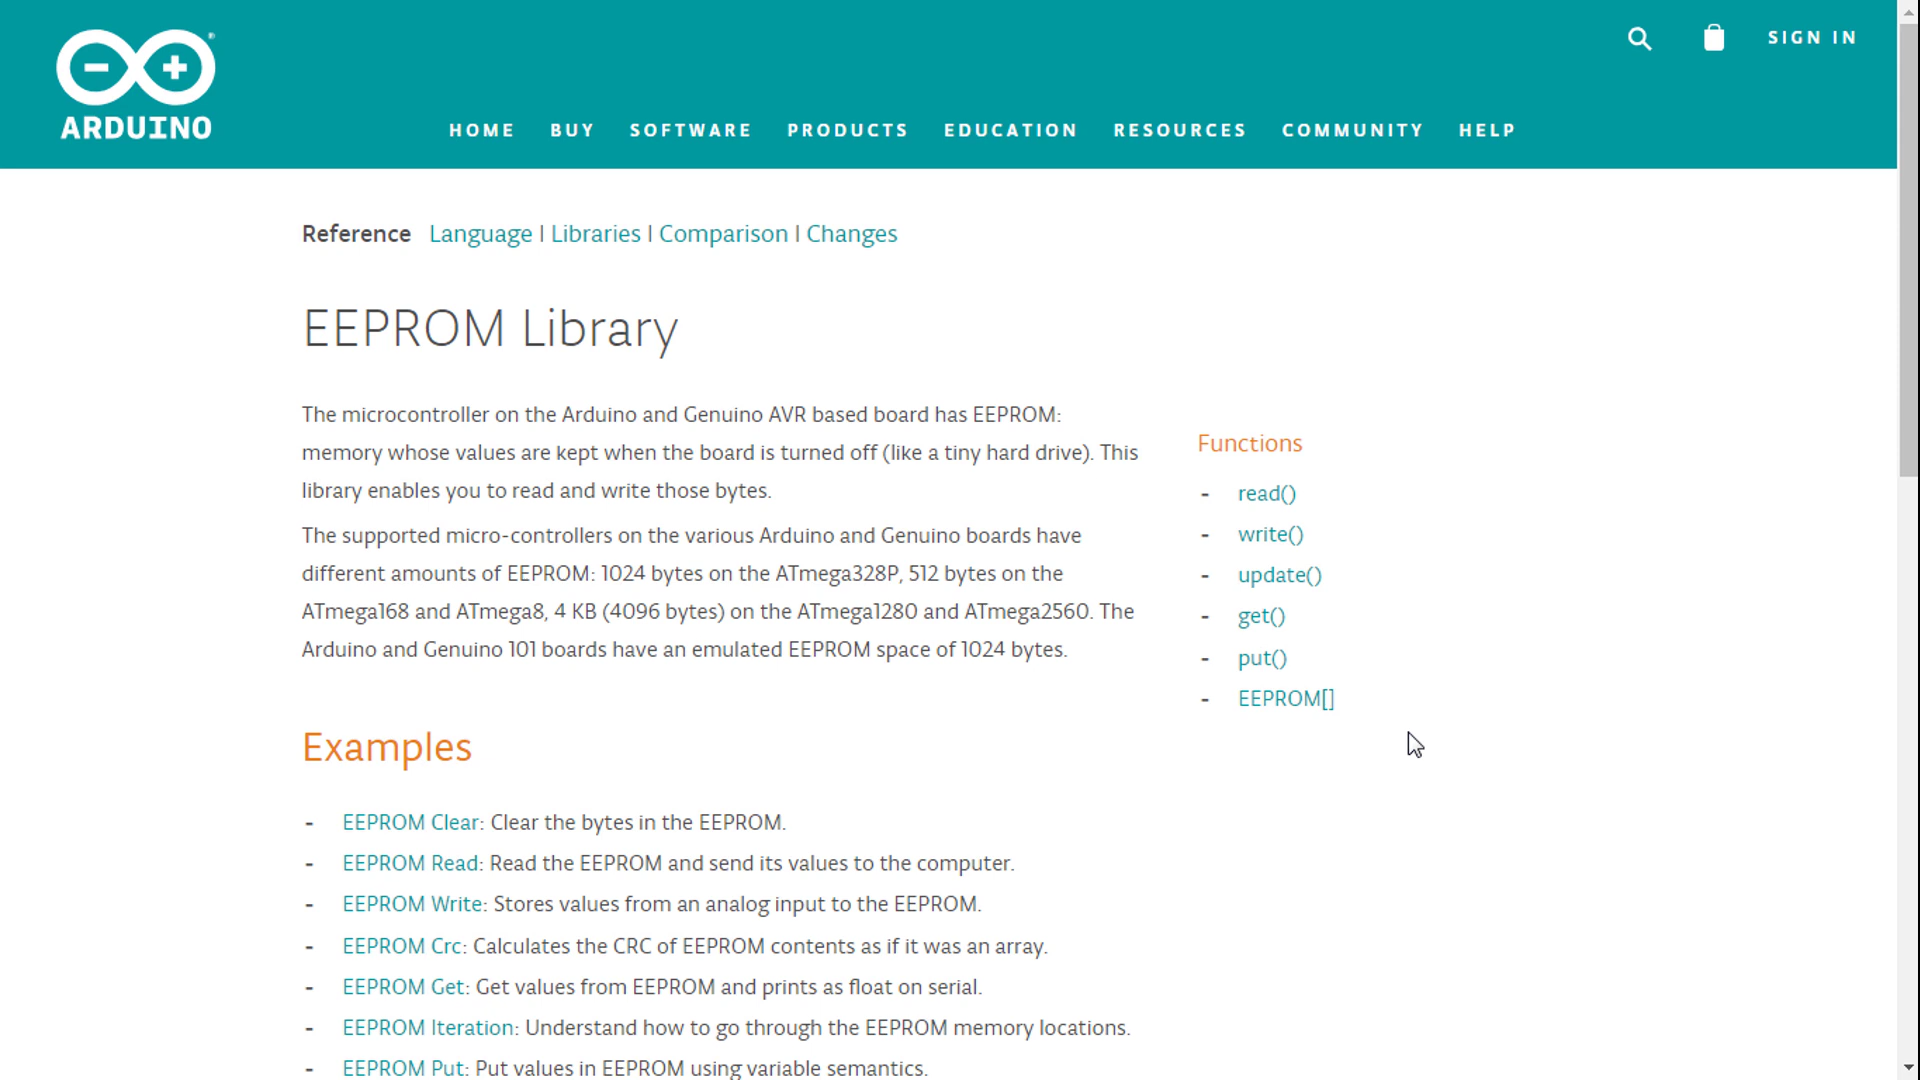 ARDUINO
SIGN IN
HOME BUY SOFTWARE PRODUCTS EDUCATION RESOURCES COMMUNITY HELP
Reference Language | Libraries | Comparison | Changes
EEPROM Library
The microcontroller on the Arduino and Genuino AVR based board has EEPROM:
memory whose values are kept when the board is turned off (like a tiny hard drive). This
library enables you to read and write those bytes.
The supported micro-controllers on the various Arduino and Genuino boards have
different amounts of EEPROM: 1024 bytes on the ATmega328P, 512 bytes on the
ATmega168 and ATmega8, 4 KB (4096 bytes) on the ATmega1280 and ATmega2560. The
Arduino and Genuino 101 boards have an emulated EEPROM space of 1024 bytes.
Functions
- read()
- write()
- update()
- get()
- put()
- EEPROM[]
Examples
- EEPROM Clear: Clear the bytes in the EEPROM.
- EEPROM Read: Read the EEPROM and send its values to the computer.
- EEPROM Write: Stores values from an analog input to the EEPROM.
- EEPROM Crc: Calculates the CRC of EEPROM contents as if it was an array.
- EEPROM Get: Get values from EEPROM and prints as float on serial.
- EEPROM Iteration: Understand how to go through the EEPROM memory locations.
- EEPROM Put: Put values in EEPROM using variable semantics.